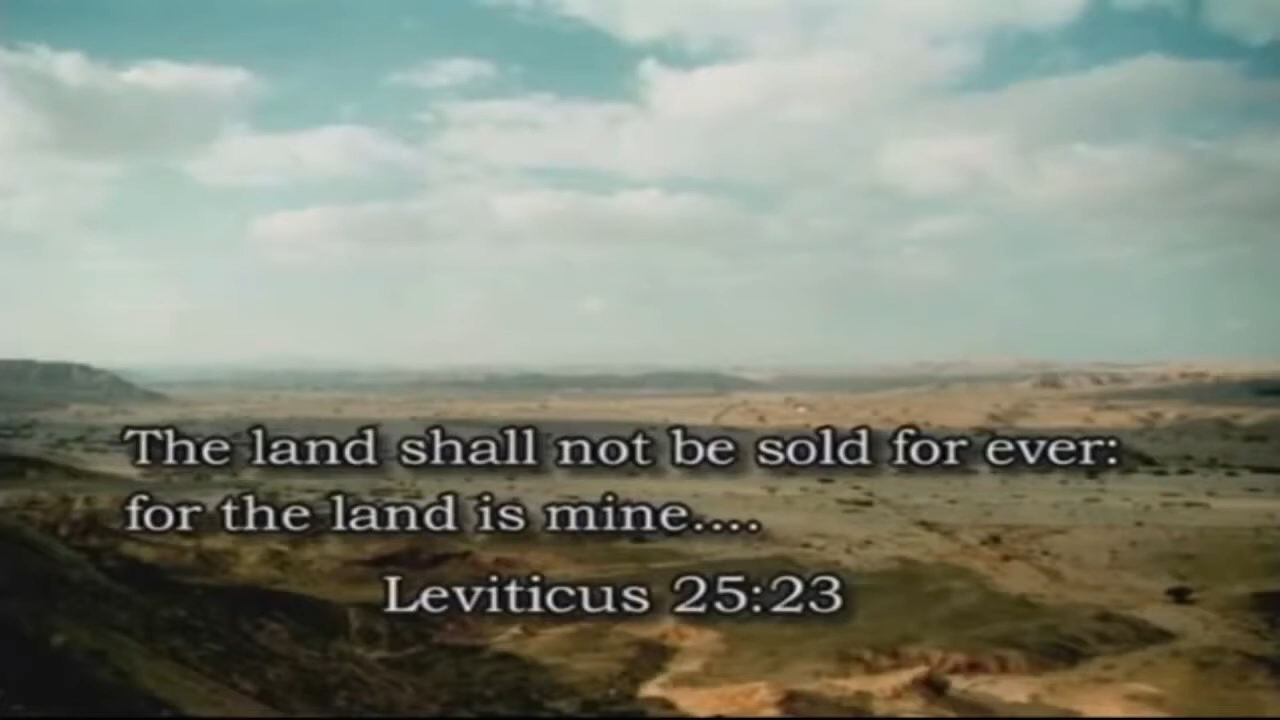 The land shall not be sold for ever:
for the land is mine....
Leviticus 25:23